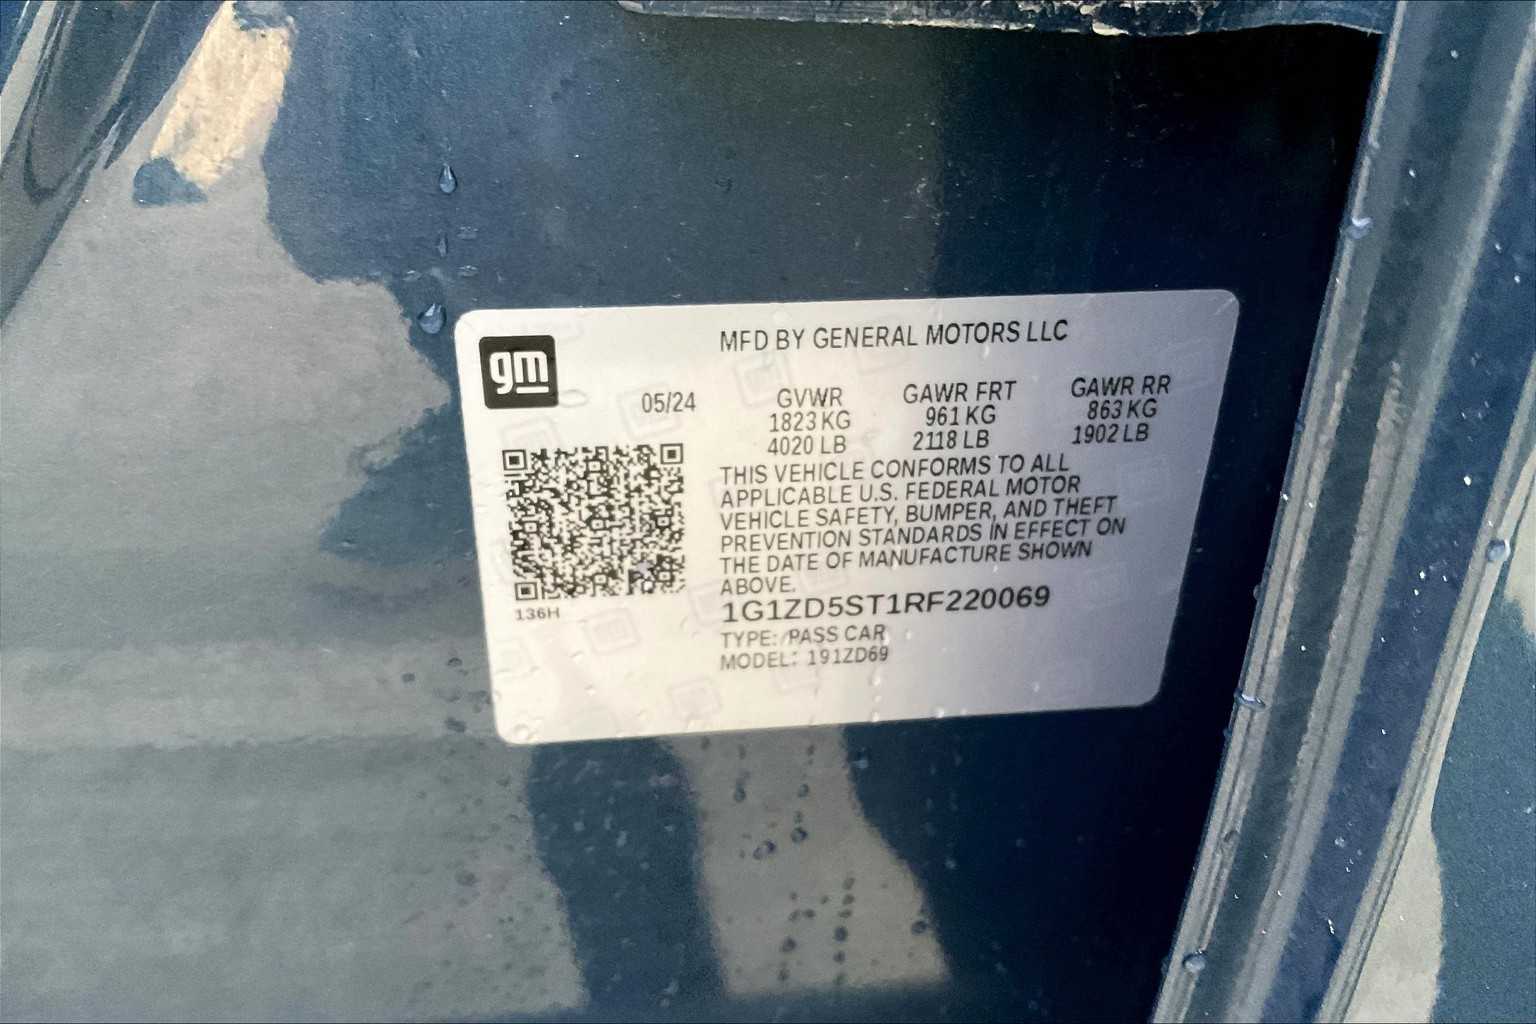 gm
MFD BY GENERAL MOTORS LLC
05/24
GVWR GAWR FRT GAWR RR
1823 KG 961 KG 863 KG
4020 LB 2118 LB 1902 LB
THIS VEHICLE CONFORMS TO ALL
APPLICABLE U.S. FEDERAL MOTOR
VEHICLE SAFETY, BUMPER, AND THEFT
PREVENTION STANDARDS IN EFFECT ON
THE DATE OF MANUFACTURE SHOWN
ABOVE.
136H
1G1ZD5ST1RF220069
TYPE: PASS CAR
MODEL: 191ZD69